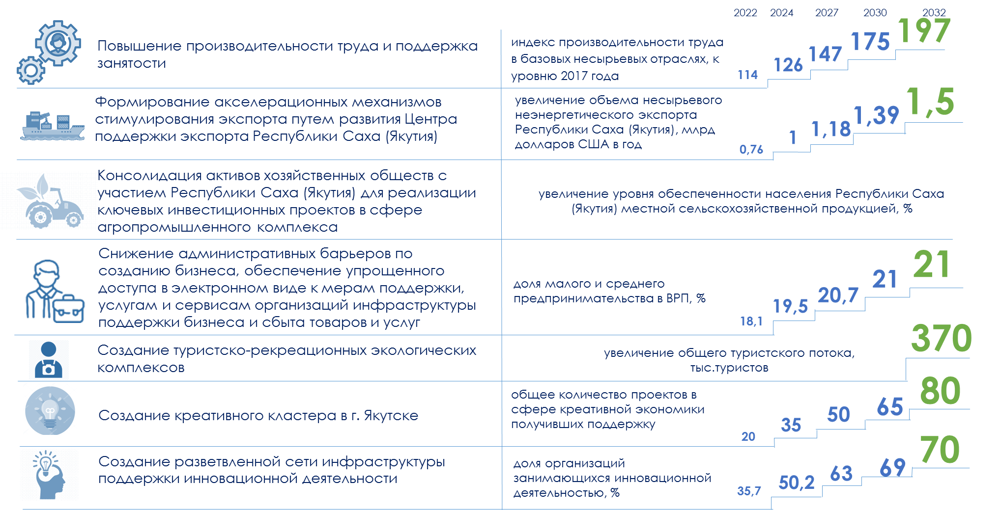 2022 2024 2027 2030 2032
Повышение производительности труда и поддержка
занятости
индекс производительности труда
в базовых несырьевых отраслях, к
уровню 2017 года
114 126 147 175 197
Формирование акселерационных механизмов
стимулирования экспорта путем развития Центра
поддержки экспорта Республики Саха (Якутия)
увеличение объема несырьевого
неэнергетического экспорта
Республики Саха (Якутия), млрд
долларов США в год
0,76 1 1,18 1,39 1,5
Консолидация активов хозяйственных обществ с
участием Республики Саха (Якутия) для реализации
ключевых инвестиционных проектов в сфере
агропромышленного комплекса
увеличение уровня обеспеченности населения Республики Саха
(Якутия) местной сельскохозяйственной продукцией, %
Снижение административных барьеров по
созданию бизнеса, обеспечение упрощенного
доступа в электронном виде к мерам поддержки,
услугам и сервисам организаций инфраструктуры
поддержки бизнеса и сбыта товаров и услуг
доля малого и среднего
предпринимательства в ВРП, %
18,1 19,5 20,7 21 21
Создание туристско-рекреационных экологических
комплексов
увеличение общего туристского потока,
тыс.туристов
370
Создание креативного кластера в г. Якутске
общее количество проектов в
сфере креативной экономики
получивших поддержку
20 35 50 65 80
Создание разветвленной сети инфраструктуры
поддержки инновационной деятельности
доля организаций
занимающихся инновационной
деятельностью, %
35,7 50,2 63 69 70